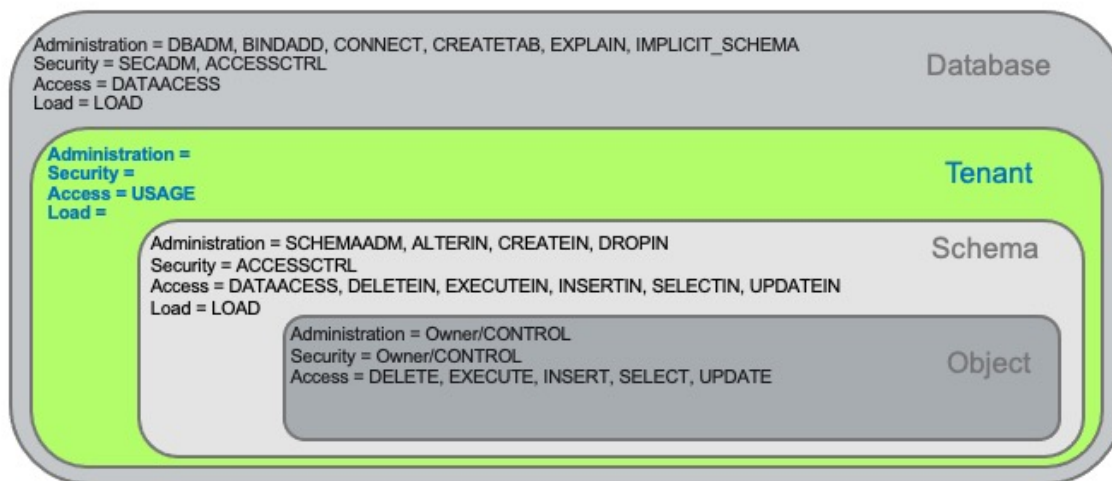 Administration = DBADM, BINDADD, CONNECT, CREATETAB, EXPLAIN, IMPLICIT_SCHEMA
Security = SECADM, ACCESSCTRL
Access = DATAACESS
Load = LOAD
Database
Administration =
Security =
Access = USAGE
Load =
Tenant
Administration = SCHEMAADM, ALTERIN, CREATEIN, DROPIN
Security = ACCESSCTRL
Access = DATAACESS, DELETEIN, EXECUTEIN, INSERTIN, SELECTIN, UPDATEIN
Load = LOAD
Schema
Administration = Owner/CONTROL
Security = Owner/CONTROL
Access = DELETE, EXECUTE, INSERT, SELECT, UPDATE
Object